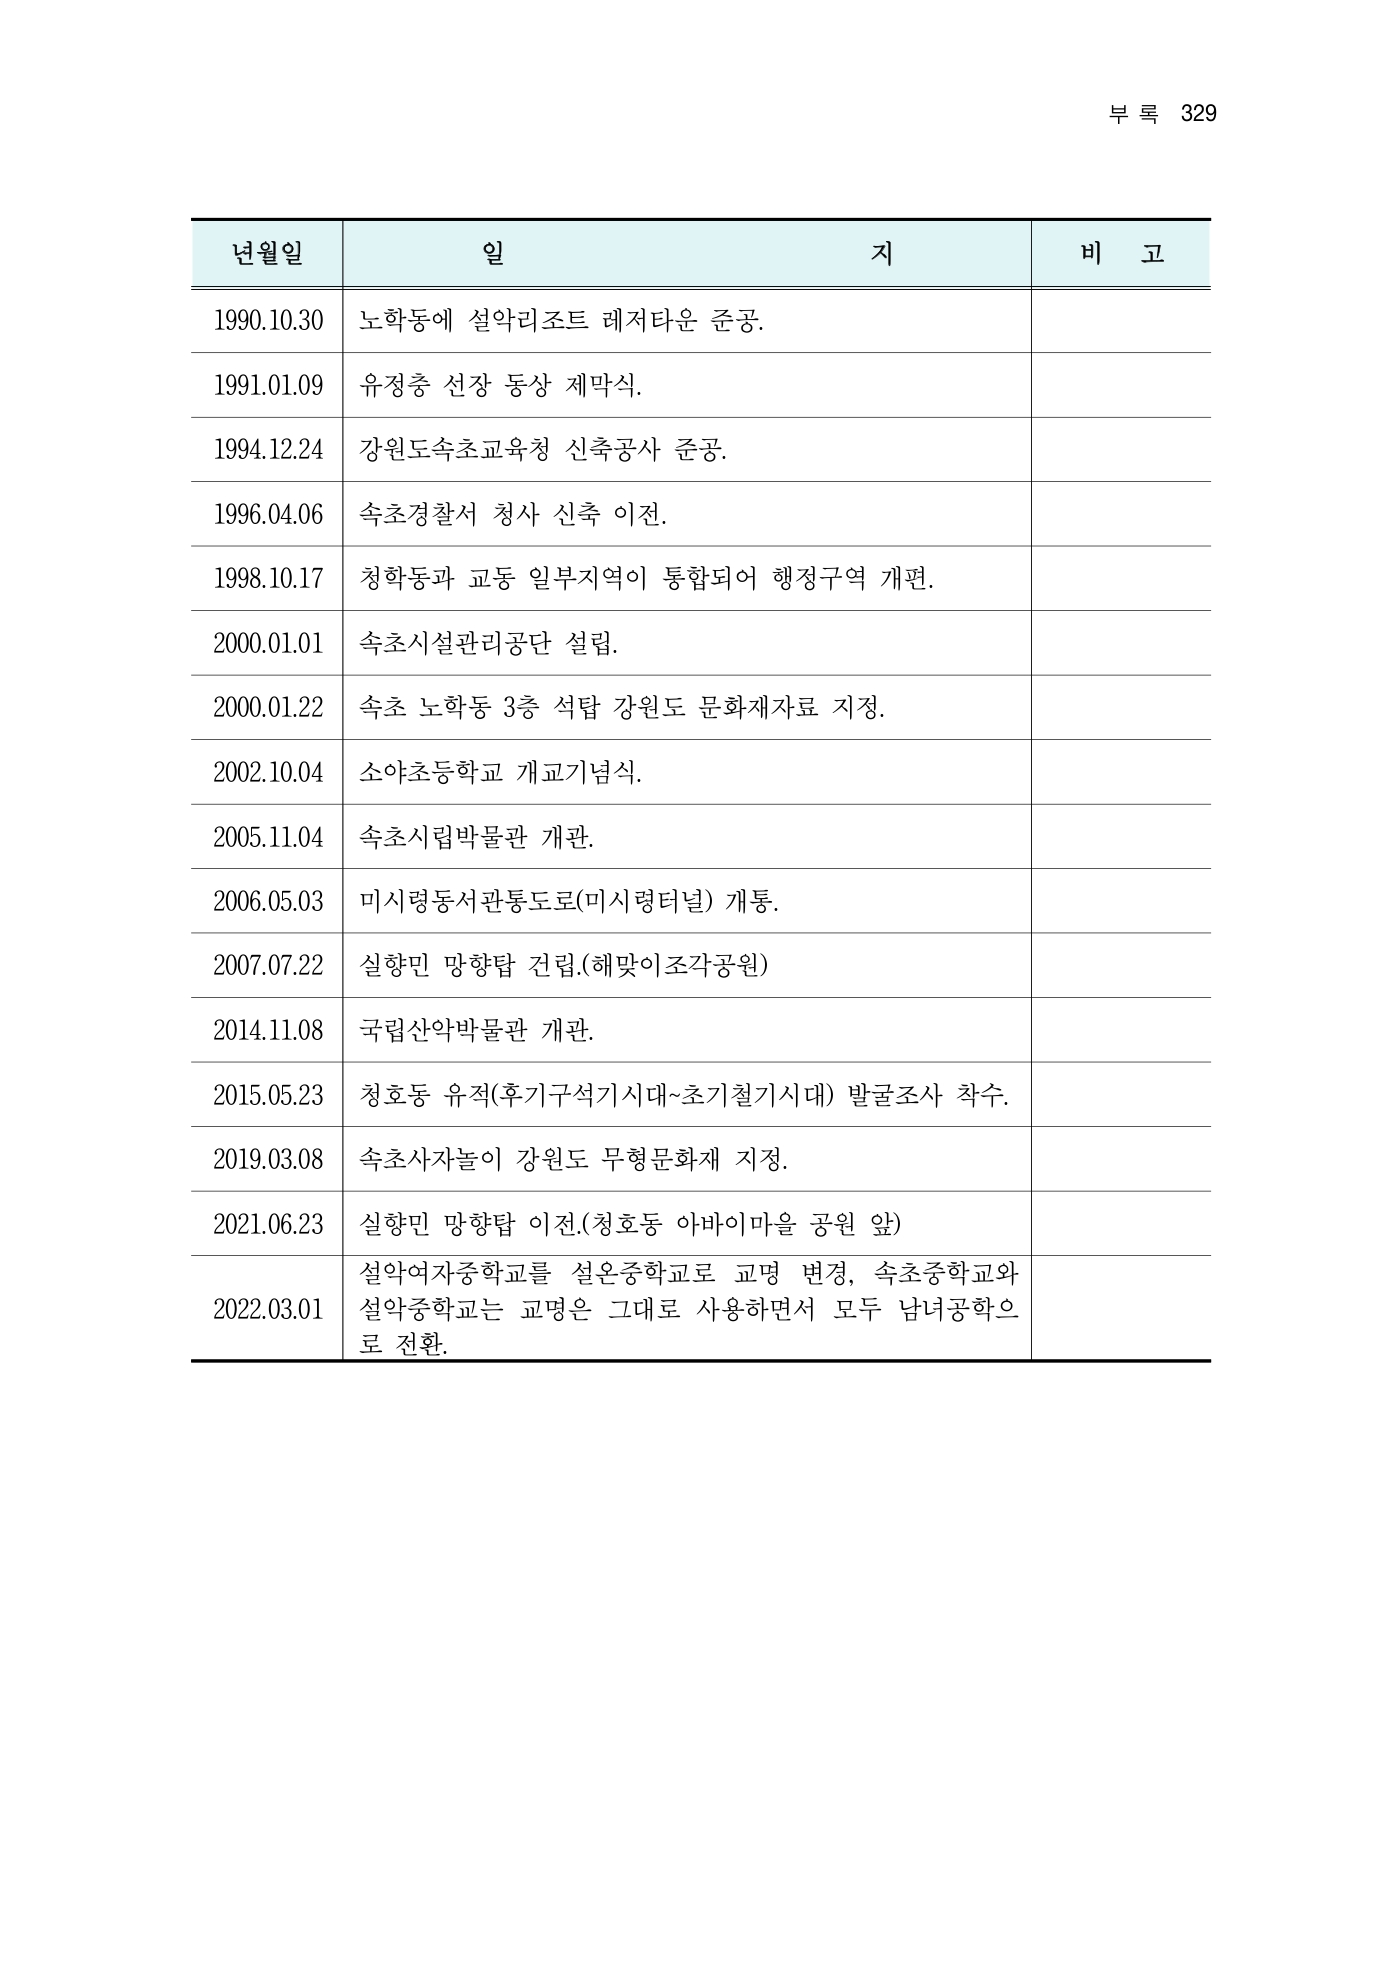 부 록 329
년월일 일 지 비 고
1990.10.30 노학동에 설악리조트 레저타운 준공.
1991.01.09 유정충 선장 동상 제막식.
1994.12.24 강원도속초교육청 신축공사 준공.
1996.04.06 속초경찰서 청사 신축 이전.
1998.10.17 청학동과 교동 일부지역이 통합되어 행정구역 개편.
2000.01.01 속초시설관리공단 설립.
2000.01.22 속초 노학동 3층 석탑 강원도 문화재자료 지정.
2002.10.04 소야초등학교 개교기념식.
2005.11.04 속초시립박물관 개관.
2006.05.03 미시령동서관통도로(미시령터널) 개통.
2007.07.22 실향민 망향탑 건립.(해맞이조각공원)
2014.11.08 국립산악박물관 개관.
2015.05.23 청호동 유적(후기구석기시대~초기철기시대) 발굴조사 착수.
2019.03.08 속초사자놀이 강원도 무형문화재 지정.
2021.06.23 실향민 망향탑 이전.(청호동 아바이마을 공원 앞)
2022.03.01 설악여자중학교를 설온중학교로 교명 변경, 속초중학교와
설악중학교는 교명은 그대로 사용하면서 모두 남녀공학으
로 전환.